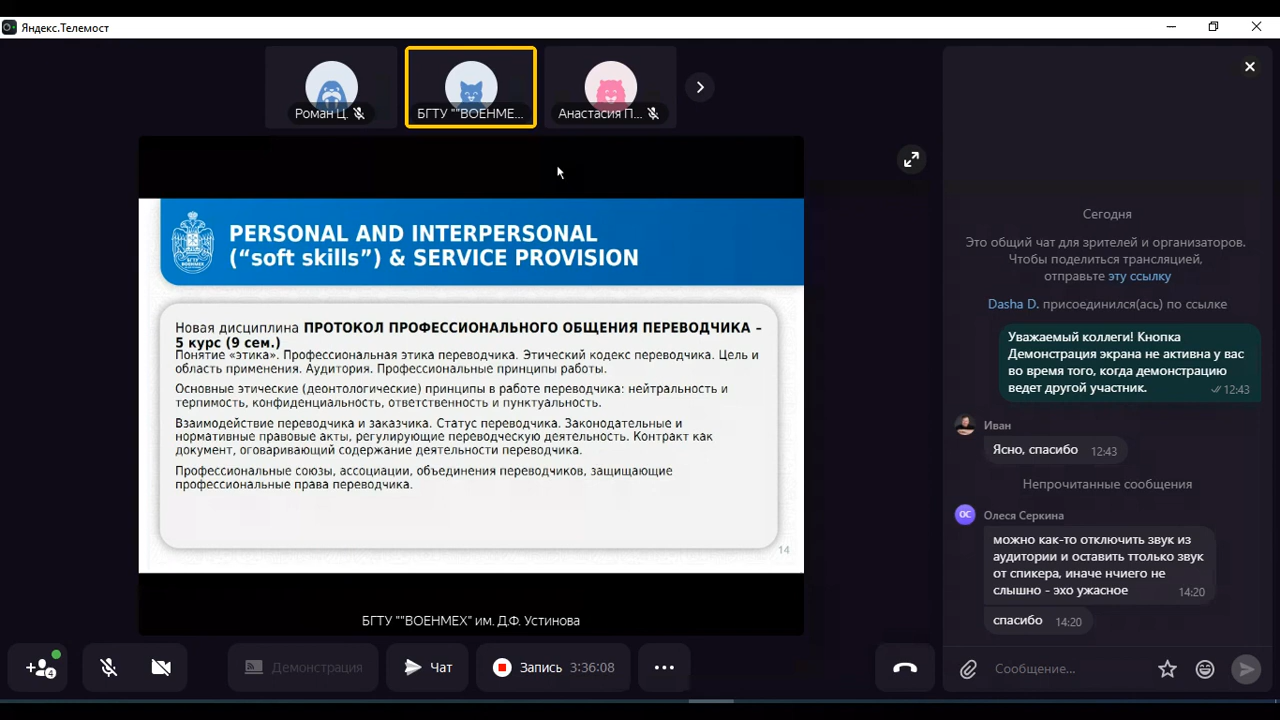 Яндекс.Телемост
Роман Ц.
БГТУ ""ВОЕНМЕ...
Анастасия П...
PERSONAL AND INTERPERSONAL
(“soft skills”) & SERVICE PROVISION
Новая дисциплина ПРОТОКОЛ ПРОФЕССИОНАЛЬНОГО ОБЩЕНИЯ ПЕРЕВОДЧИКА –
5 курс (9 сем.)
Понятие «этика». Профессиональная этика переводчика. Этический кодекс переводчика. Цель и
область применения. Аудитория. Профессиональные принципы работы.
Основные этические (деонтологические) принципы в работе переводчика: нейтральность и
терпимость, конфиденциальность, ответственность и пунктуальность.
Взаимодействие переводчика и заказчика. Статус переводчика. Законодательные и
нормативные правовые акты, регулирующие переводческую деятельность. Контракт как
документ, оговаривающий содержание деятельности переводчика.
Профессиональные союзы, ассоциации, объединения переводчиков, защищающие
профессиональные права переводчика.
14
БГТУ ""ВОЕНМЕХ" им. Д.Ф. Устинова
4
Демонстрация
Чат
Запись 3:36:08
Сегодня
Это общий чат для зрителей и организаторов.
Чтобы поделиться трансляцией,
отправьте эту ссылку
Dasha D. присоединился(ась) по ссылке
Уважаемый коллеги! Кнопка
Демонстрация экрана не активна у вас
во время того, когда демонстрацию
ведет другой участник.
12:43
Иван
Ясно, спасибо 12:43
Непрочитанные сообщения
ОС
Олеся Серкина
можно как-то отключить звук из
аудитории и оставить ттолько звук
от спикера, иначе нчиего не
слышно - эхо ужасное 14:20
спасибо 14:20
Сообщение...